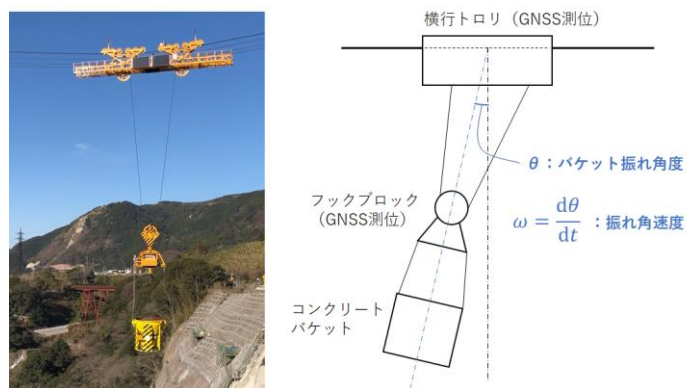 横行トロリ（GNSS測位）
θ：バケット振れ角度
フックブロック
（GNSS測位）
ω = dθ/dt ：振れ角速度
コンクリート
バケット